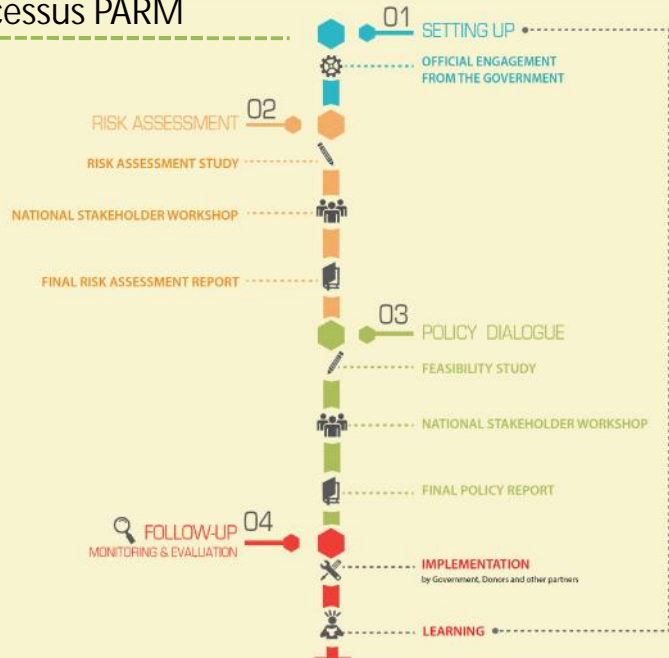 cessus PARM
01
SETTING UP
OFFICIAL ENGAGEMENT
FROM THE GOVERNMENT
02
RISK ASSESSMENT
RISK ASSESSMENT STUDY
NATIONAL STAKEHOLDER WORKSHOP
FINAL RISK ASSESSMENT REPORT
03
POLICY DIALOGUE
FEASIBILITY STUDY
NATIONAL STAKEHOLDER WORKSHOP
FINAL POLICY REPORT
04
FOLLOW-UP
MONITORING & EVALUATION
IMPLEMENTATION
by Government, Donors and other partners
LEARNING